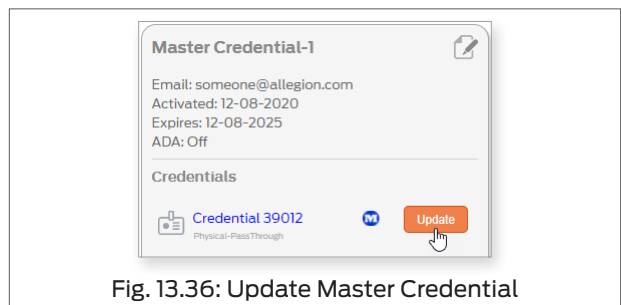 Master Credential-1
Email: someone@allegion.com
Activated: 12-08-2020
Expires: 12-08-2025
ADA: Off
Credentials
Credential 39012 M Update
Physical-PassThrough
Fig. 13.36: Update Master Credential